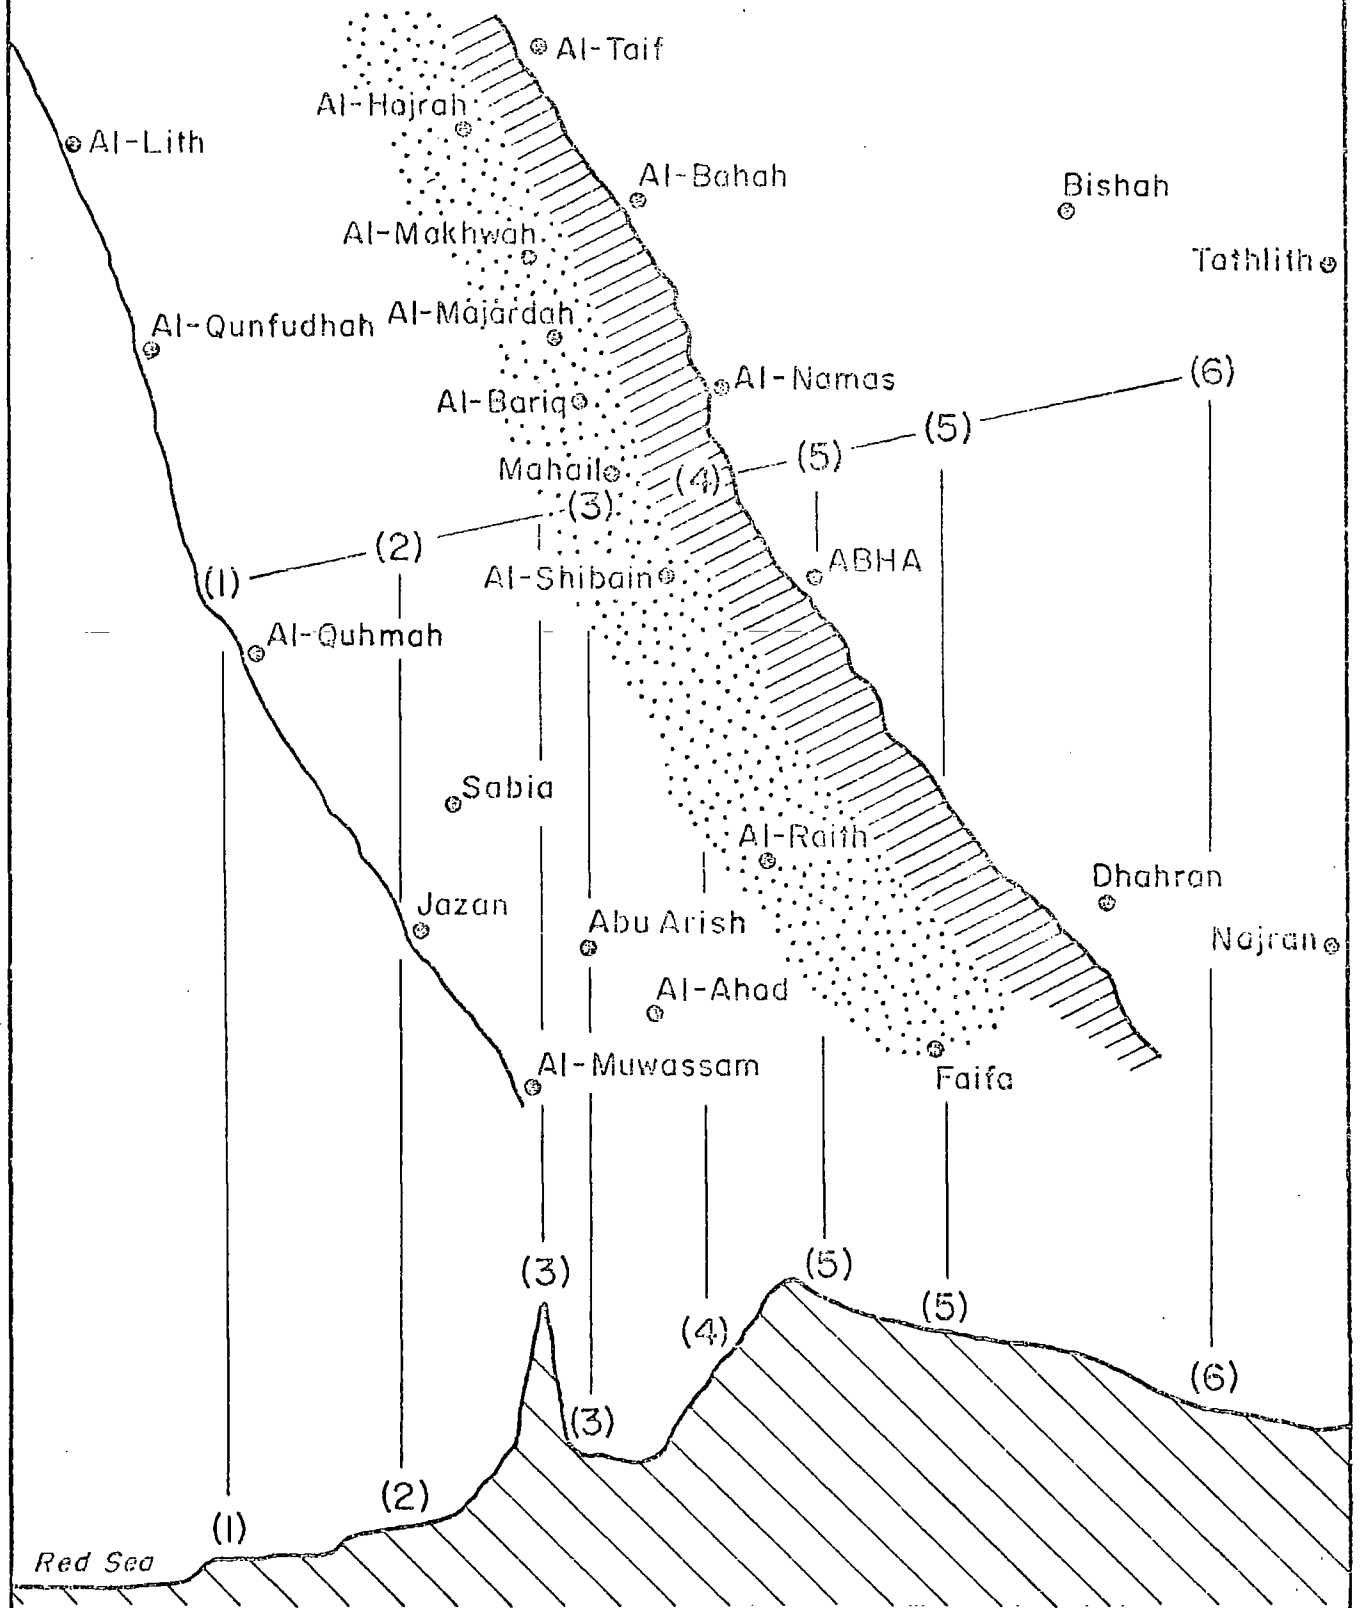 Al-Taif
Al-Hajrah
Al-Lith
Al-Bahah
Bishah
Al-Makhwah
Tathlith
Al-Qunfudhah
Al-Majardah
(6)
Al-Namas
Al-Bariq
(5)
(5)
Mahail
(4)
(3)
(2)
ABHA
(1)
Al-Shibain
Al-Quhmah
Sabia
Al-Raith
Dhahran
Jazan
Abu Arish
Najran
Al-Ahad
Al-Muwassam
Faifa
(3)
(5)
(5)
(4)
(6)
(3)
(2)
(1)
Red Sea